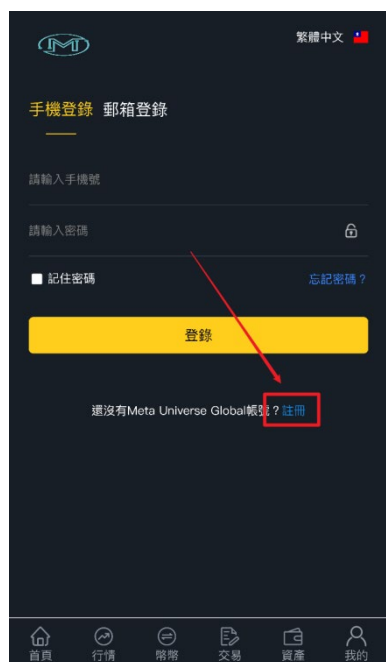 繁體中文
手機登錄 郵箱登錄
請輸入手機號
請輸入密碼
記住密碼 忘記密碼？
登錄
還沒有Meta Universe Global帳號？註冊
首頁 行情 幣幣 交易 資產 我的